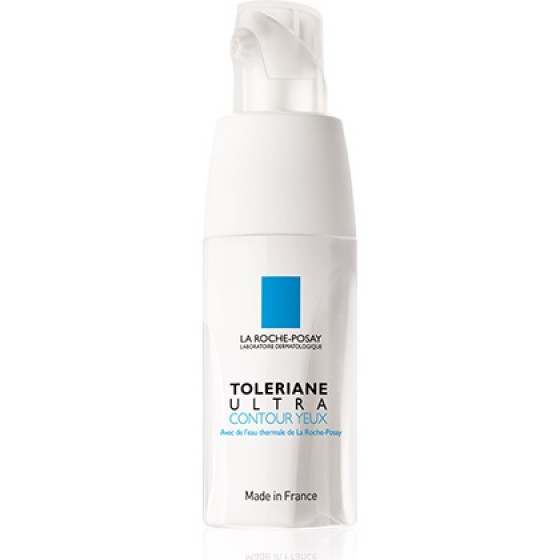 LA ROCHE-POSAY
LABORATOIRE DERMATOLOGIQUE
TOLERIANE
ULTRA
CONTOUR YEUX
Avec de l'eau thermale de La Roche-Posay
Made in France